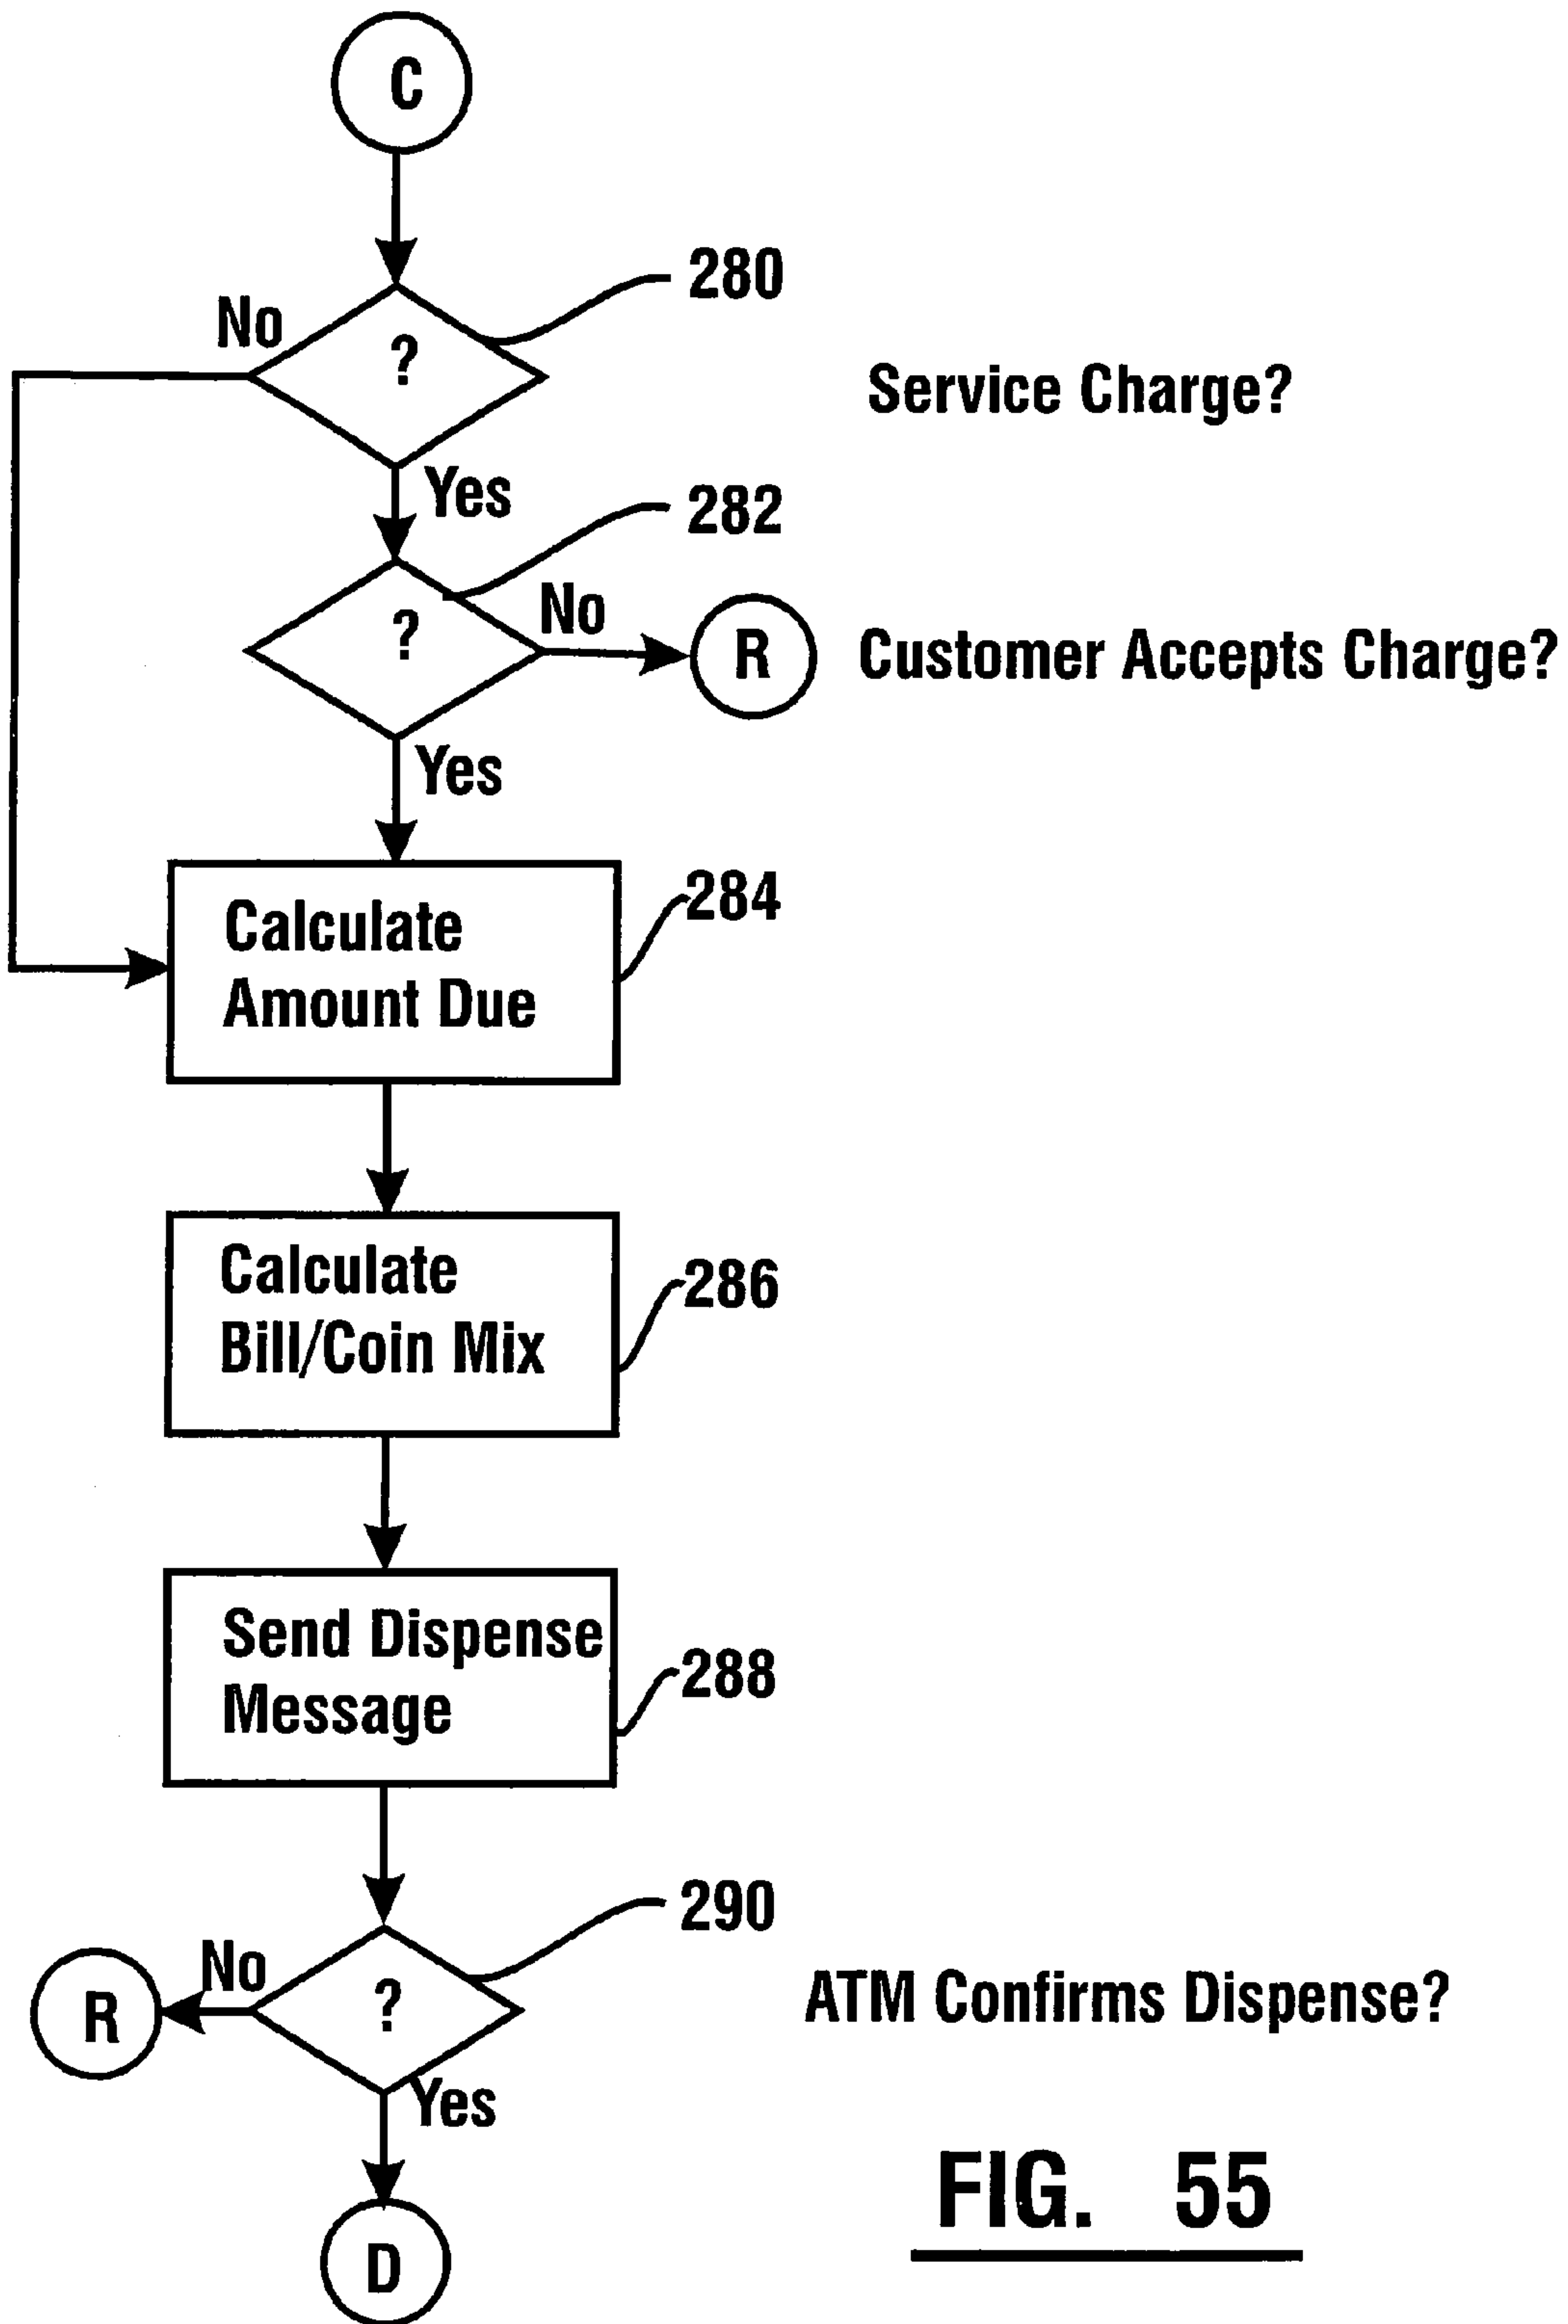 C
280
No
?
Service Charge?
Yes
282
?
No
R
Customer Accepts Charge?
Yes
284
Calculate
Amount Due
286
Calculate
Bill/Coin Mix
Send Dispense
Message
288
290
No
R
?
ATM Confirms Dispense?
Yes
D
FIG. 55